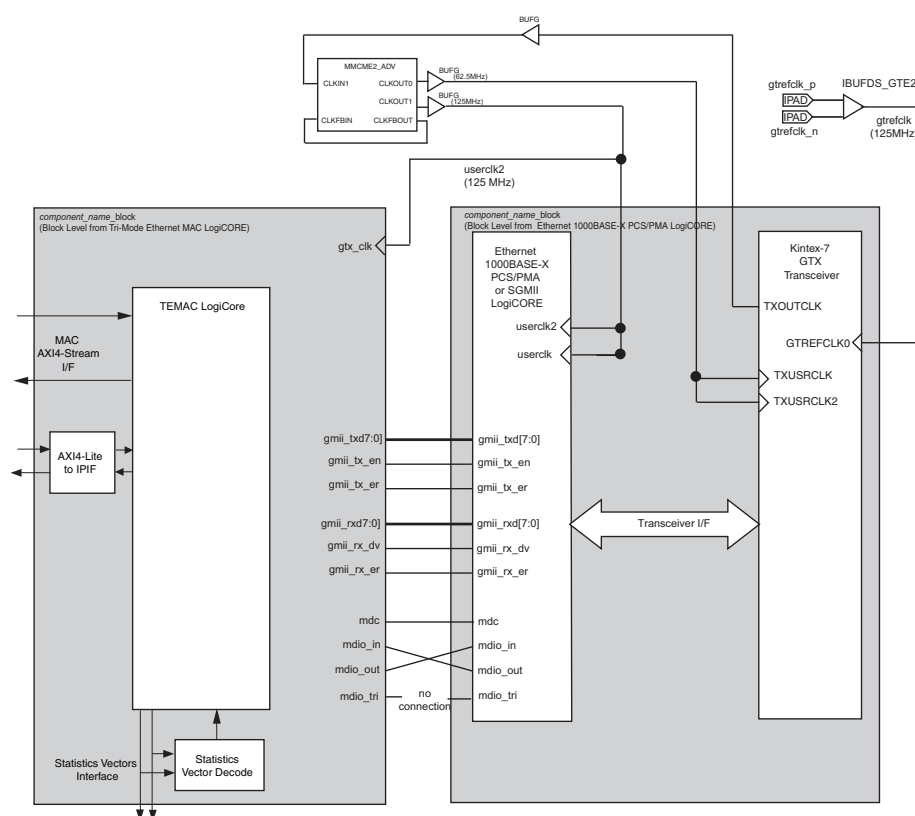 BUFG
MMCME2_ADV
CLKIN1
CLKOUT0
BUFG
(62.5MHz)
CLKOUT1
BUFG
(125MHz)
CLKFBIN
CLKFBOUT
gtrefclk_p
IPAD
IPAD
gtrefclk_n
IBUFDS_GTE2
gtrefclk
(125MHz)
userclk2
(125 MHz)
component_name_block
(Block Level from Tri-Mode Ethernet MAC LogiCORE)
gtx_clk
TEMAC LogiCore
MAC
AXI4-Stream
I/F
AXI4-Lite
to IPIF
gmii_txd7:0]
gmii_tx_en
gmii_tx_er
gmii_rxd7:0]
gmii_rx_dv
gmii_rx_er
mdc
mdio_in
mdio_out
mdio_tri
Statistics Vectors
Interface
Statistics
Vector Decode
no
connection
component_name_block
(Block Level from Ethernet 1000BASE-X PCS/PMA LogiCORE)
Ethernet
1000BASE-X
PCS/PMA
or SGMII
LogiCORE
userclk2
userclk
gmii_txd[7:0]
gmii_tx_en
gmii_tx_er
gmii_rxd[7:0]
gmii_rx_dv
gmii_rx_er
mdc
mdio_in
mdio_out
mdio_tri
Transceiver I/F
Kintex-7
GTX
Transceiver
TXOUTCLK
GTREFCLK0
TXUSRCLK
TXUSRCLK2